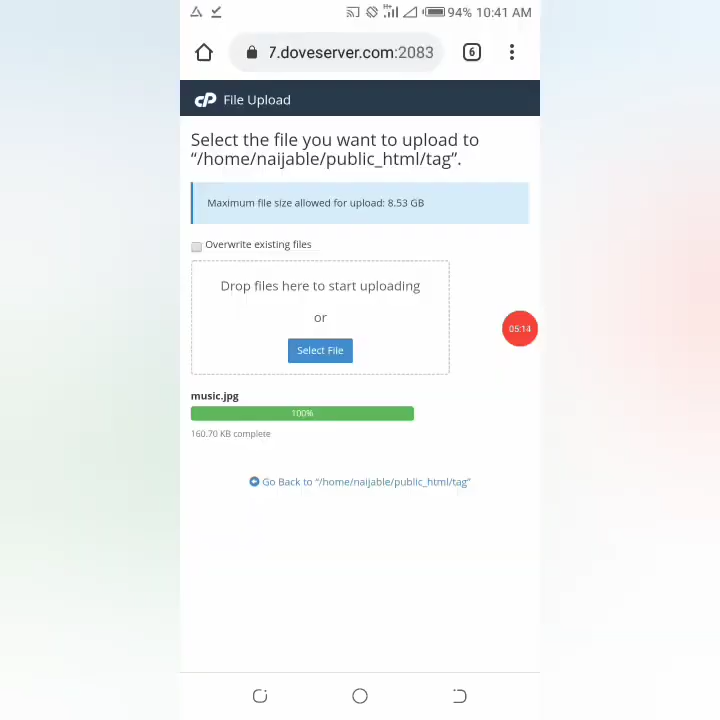 94% 10:41 AM
7.doveserver.com:2083
6
cP File Upload
Select the file you want to upload to
“/home/naijable/public_html/tag”.
Maximum file size allowed for upload: 8.53 GB
Overwrite existing files
Drop files here to start uploading
or
05:14
Select File
music.jpg
100%
160.70 KB complete
Go Back to “/home/naijable/public_html/tag”